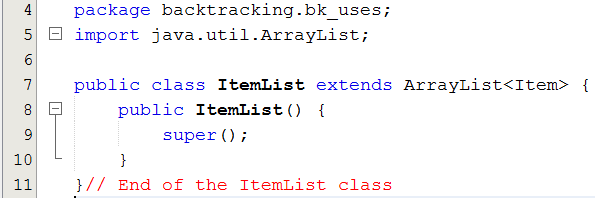 4 package backtracking.bk_uses;
5 import java.util.ArrayList;
6
7 public class ItemList extends ArrayList<Item> {
8 public ItemList() {
9 super();
10 }
11 }// End of the ItemList class